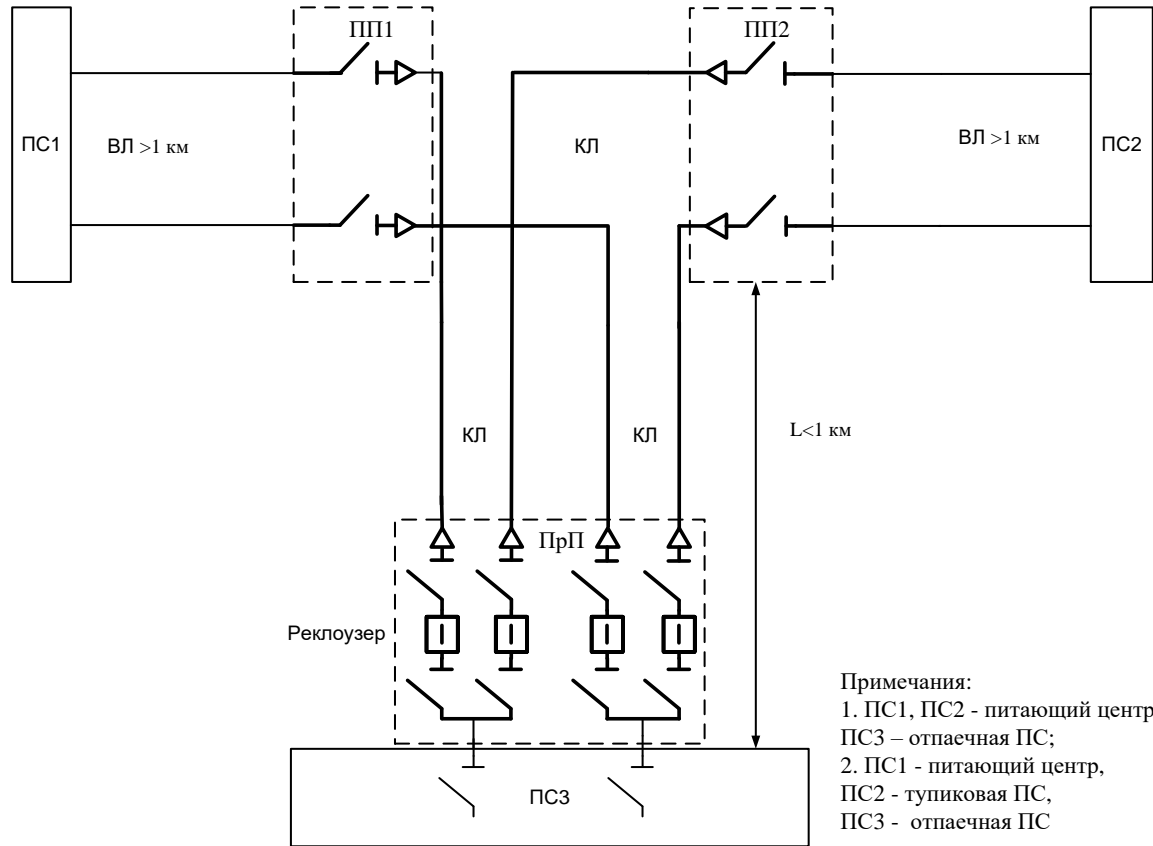 ПП1
ПП2
ПС1
ВЛ >1 км
КЛ
ВЛ >1 км
ПС2
КЛ
КЛ
L<1 км
ПрП
Реклоузер
ПС3
Примечания:
1. ПС1, ПС2 - питающий центр
ПС3 – отпаечная ПС;
2. ПС1 - питающий центр,
ПС2 - тупиковая ПС,
ПС3 - отпаечная ПС